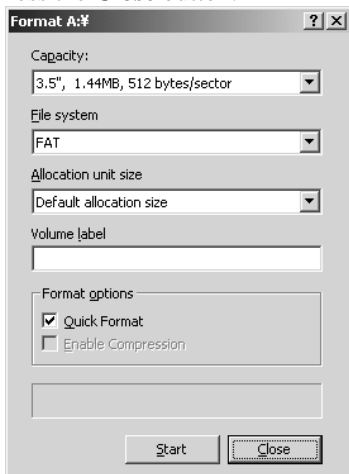 Format A:¥
Capacity:
3.5", 1.44MB, 512 bytes/sector
File system
FAT
Allocation unit size
Default allocation size
Volume label
Format options
Quick Format
Enable Compression
Start Close